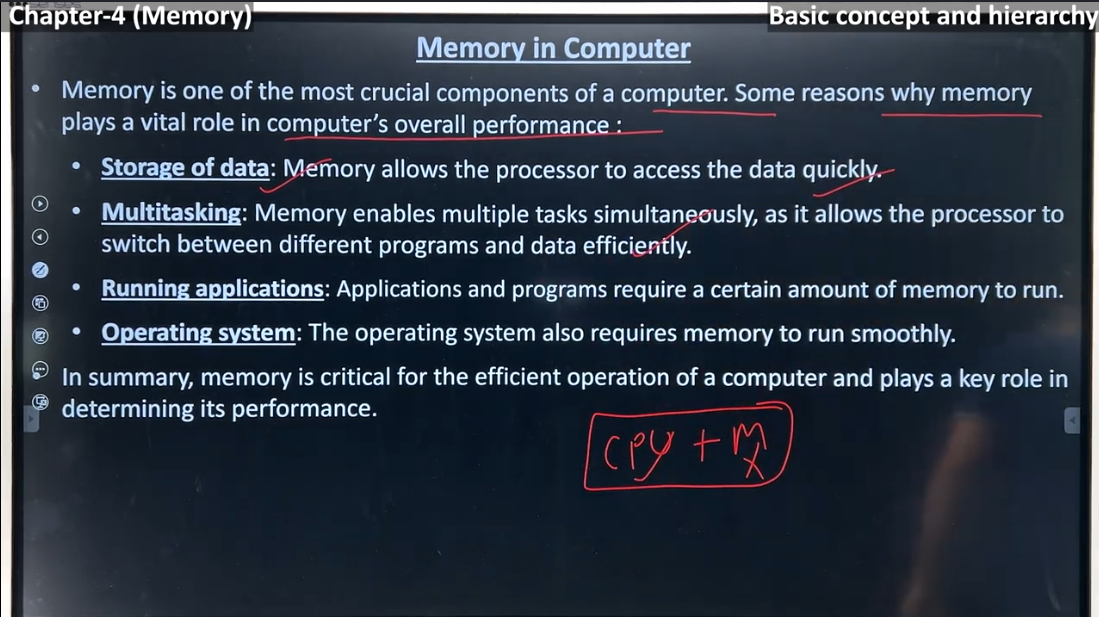 Chapter-4 (Memory)
Basic concept and hierarchy
Memory in Computer
• Memory is one of the most crucial components of a computer. Some reasons why memory
plays a vital role in computer's overall performance :
• Storage of data: Memory allows the processor to access the data quickly.
• Multitasking: Memory enables multiple tasks simultaneously, as it allows the processor to
switch between different programs and data efficiently.
• Running applications: Applications and programs require a certain amount of memory to run.
• Operating system: The operating system also requires memory to run smoothly.
In summary, memory is critical for the efficient operation of a computer and plays a key role in
determining its performance.
CPU + M